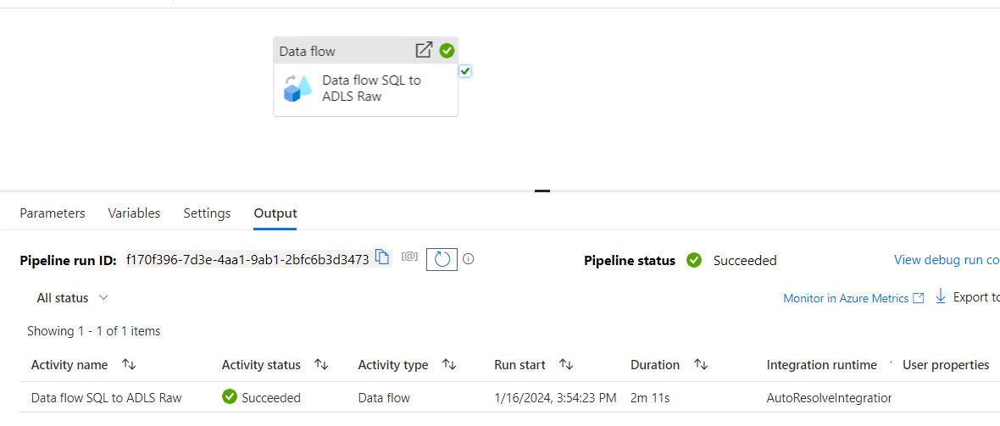 Data flow
Data flow SQL to
ADLS Raw
Parameters Variables Settings Output
Pipeline run ID: f170f396-7d3e-4aa1-9ab1-2bfc6b3d3473 [@] Pipeline status Succeeded View debug run co
All status Monitor in Azure Metrics Export to
Showing 1 - 1 of 1 items
Activity name Activity status Activity type Run start Duration Integration runtime User properties
Data flow SQL to ADLS Raw Succeeded Data flow 1/16/2024, 3:54:23 PM 2m 11s AutoResolveIntegration